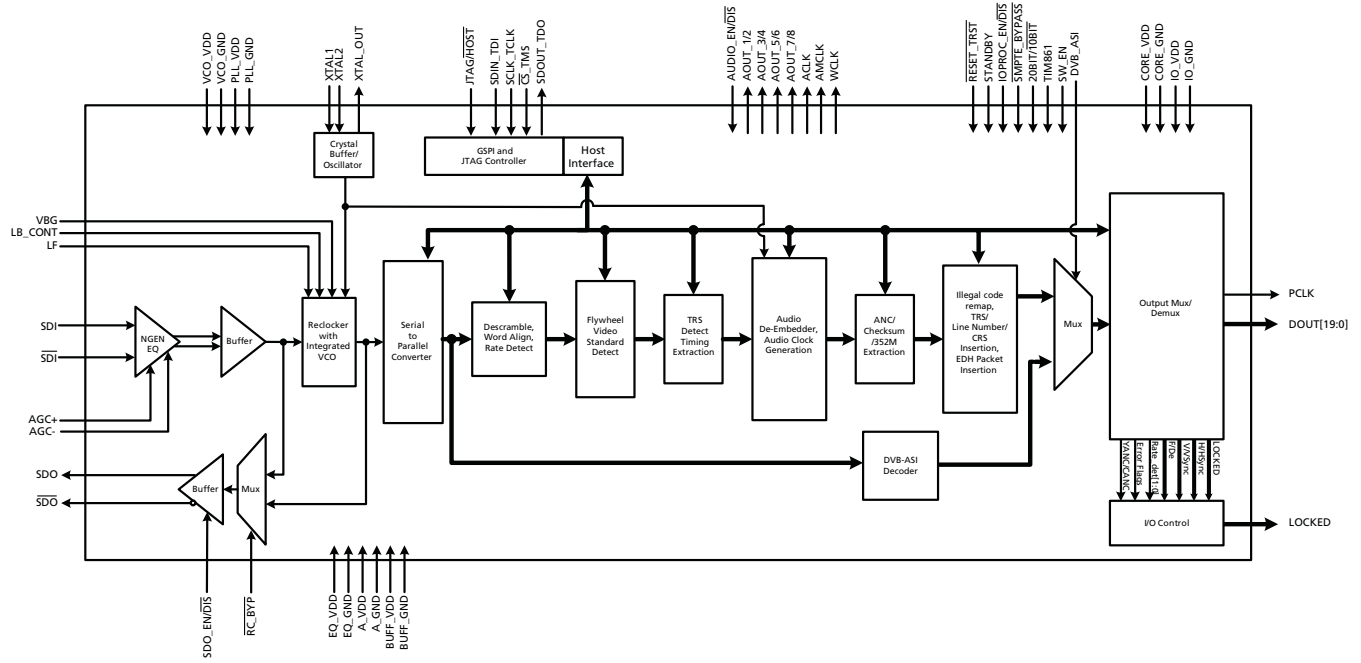 VCO_VDD
VCO_GND
PLL_VDD
PLL_GND
XTAL1
XTAL2
XTAL_OUT
JTAG/HOST
SDIN_TDI
SCLK_TCLK
CS_TMS
SDOUT_TDO
AUDIO_EN/DIS
AOUT_1/2
AOUT_3/4
AOUT_5/6
AOUT_7/8
ACLK
AMCLK
WCLK
RESET_TRST
STANDBY
IOPROC_EN/DIS
SMPTE_BYPASS
20BIT/10BIT
TIM861
SW_EN
DVB_ASI
CORE_VDD
CORE_GND
IO_VDD
IO_GND
Crystal
Buffer/
Oscillator
GSPI and
JTAG Controller
Host
Interface
VBG
LB_CONT
LF
SDI
SDI
AGC+
AGC-
SDO
SDO
NGEN
EQ
Buffer
Reclocker
with
Integrated
VCO
Serial
to
Parallel
Converter
Descramble,
Word Align,
Rate Detect
Flywheel
Video
Standard
Detect
TRS
Detect
Timing
Extraction
Audio
De-Embedder,
Audio Clock
Generation
ANC/
Checksum
/352M
Extraction
Illegal code
remap,
TRS/
Line Number/
CRS
Insertion,
EDH Packet
Insertion
Mux
Output Mux/
Demux
PCLK
DOUT[19:0]
DVB-ASI
Decoder
Buffer
Mux
YANC/CANC
Error Flags
Rate_det[1:0]
F/De
V/VSync
H/HSync
LOCKED
I/O Control
LOCKED
SDO_EN/DIS
RC_BYP
EQ_VDD
EQ_GND
A_VDD
A_GND
BUFF_VDD
BUFF_GND